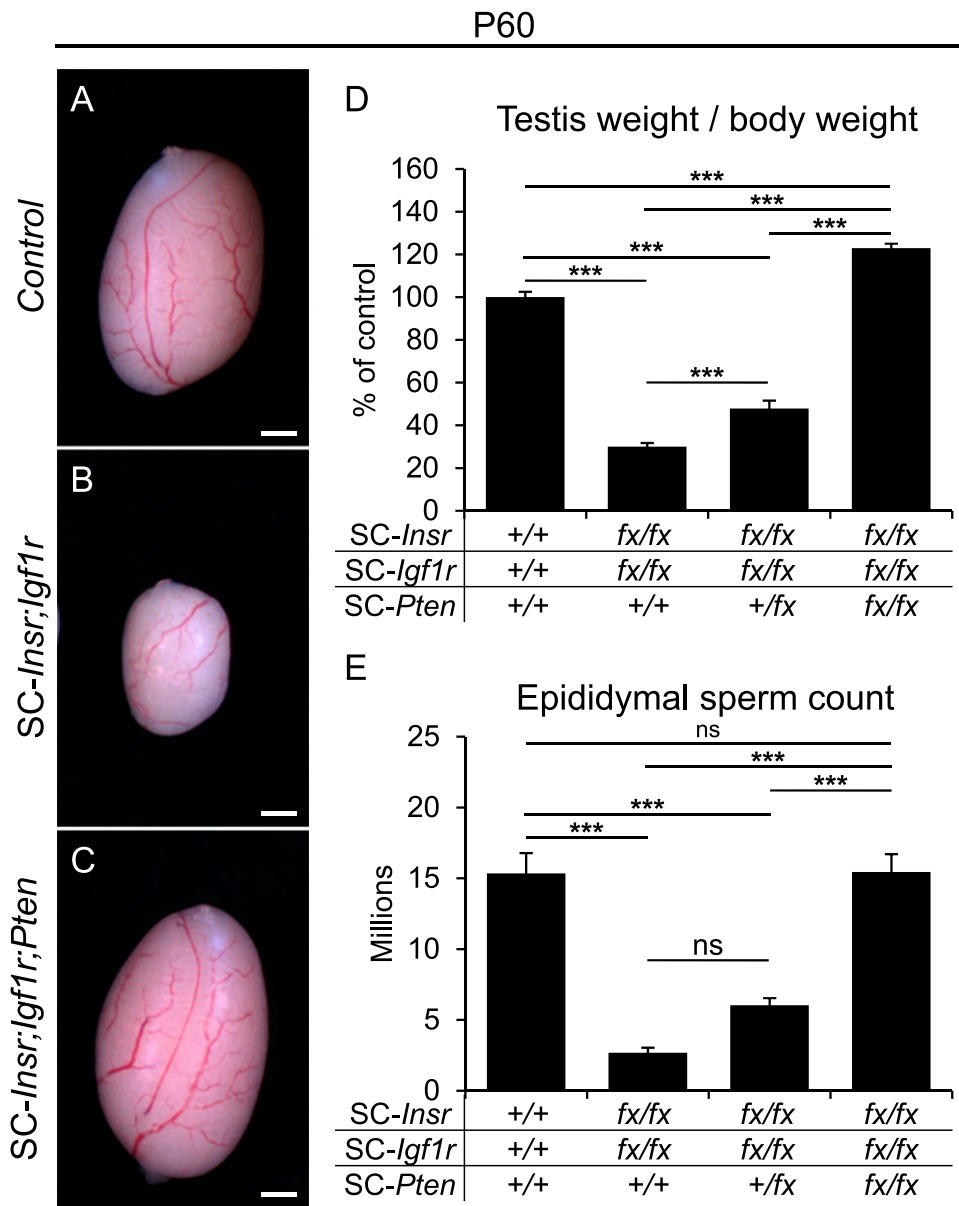 P60
A
Control
B
SC-Insr;Igf1r
C
SC-Insr;Igf1r;Pten
D
Testis weight / body weight
% of control
160
140
120
100
80
60
40
20
0
***
***
***
***
***
***
SC-Insr +/+ fx/fx fx/fx fx/fx
SC-Igf1r +/+ fx/fx fx/fx fx/fx
SC-Pten +/+ +/+ +/fx fx/fx
E
Epididymal sperm count
Millions
25
20
15
10
5
0
ns
***
***
***
***
ns
SC-Insr +/+ fx/fx fx/fx fx/fx
SC-Igf1r +/+ fx/fx fx/fx fx/fx
SC-Pten +/+ +/+ +/fx fx/fx